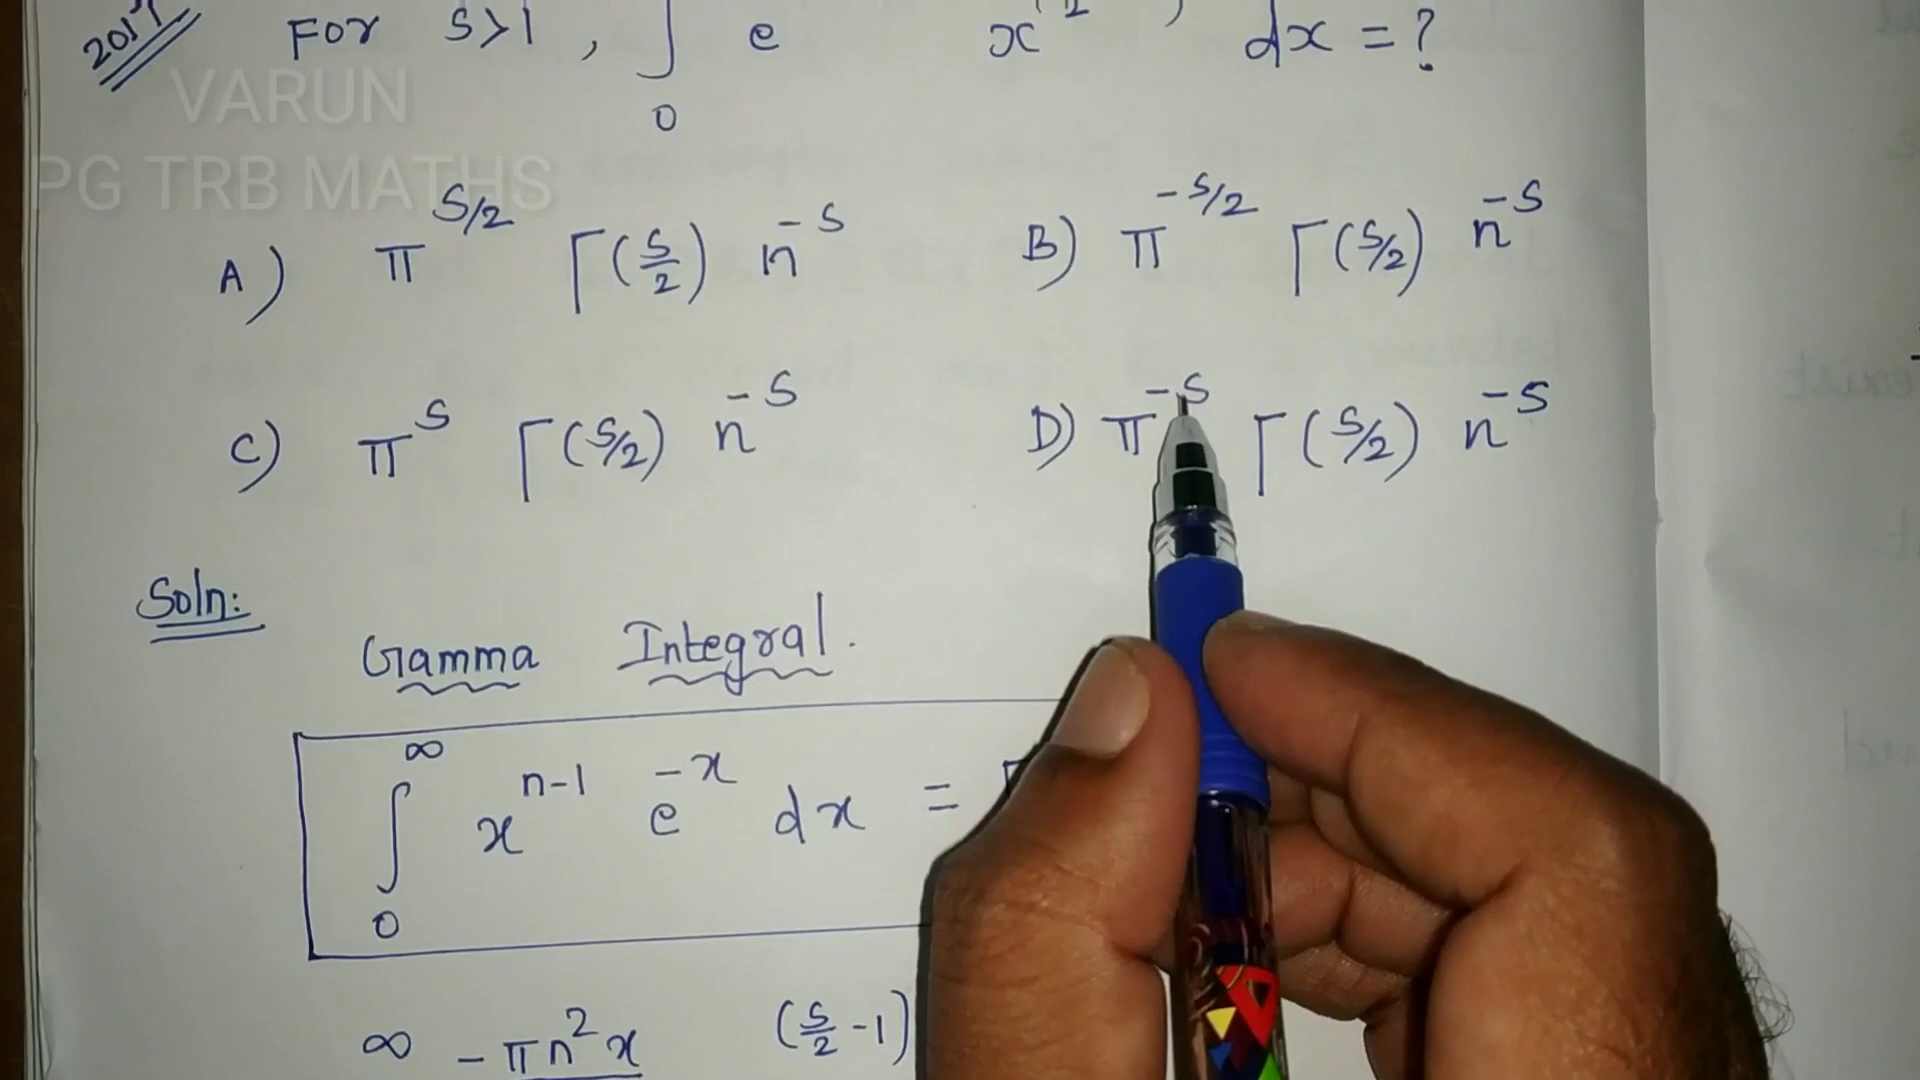 2017 For S>1, ∫ e x dx = ?
0
VARUN
PG TRB MATHS
A) π^{S/2} Γ(S/2) n^{-S} B) π^{-S/2} Γ(S/2) n^{-S}
C) π^{S} Γ(S/2) n^{-S} D) π^{-S} Γ(S/2) n^{-S}
Soln:
Gamma Integral.
∫_0^∞ x^{n-1} e^{-x} dx =
∞ -πn²x (S/2 -1)